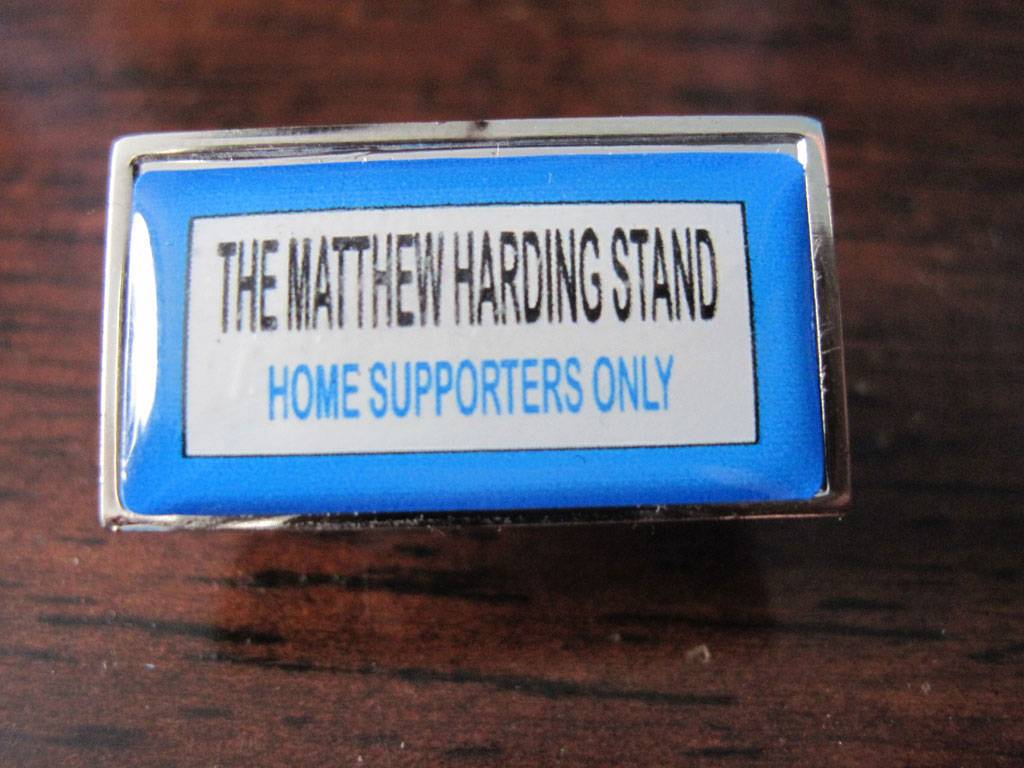 THE MATTHEW HARDING STAND
HOME SUPPORTERS ONLY